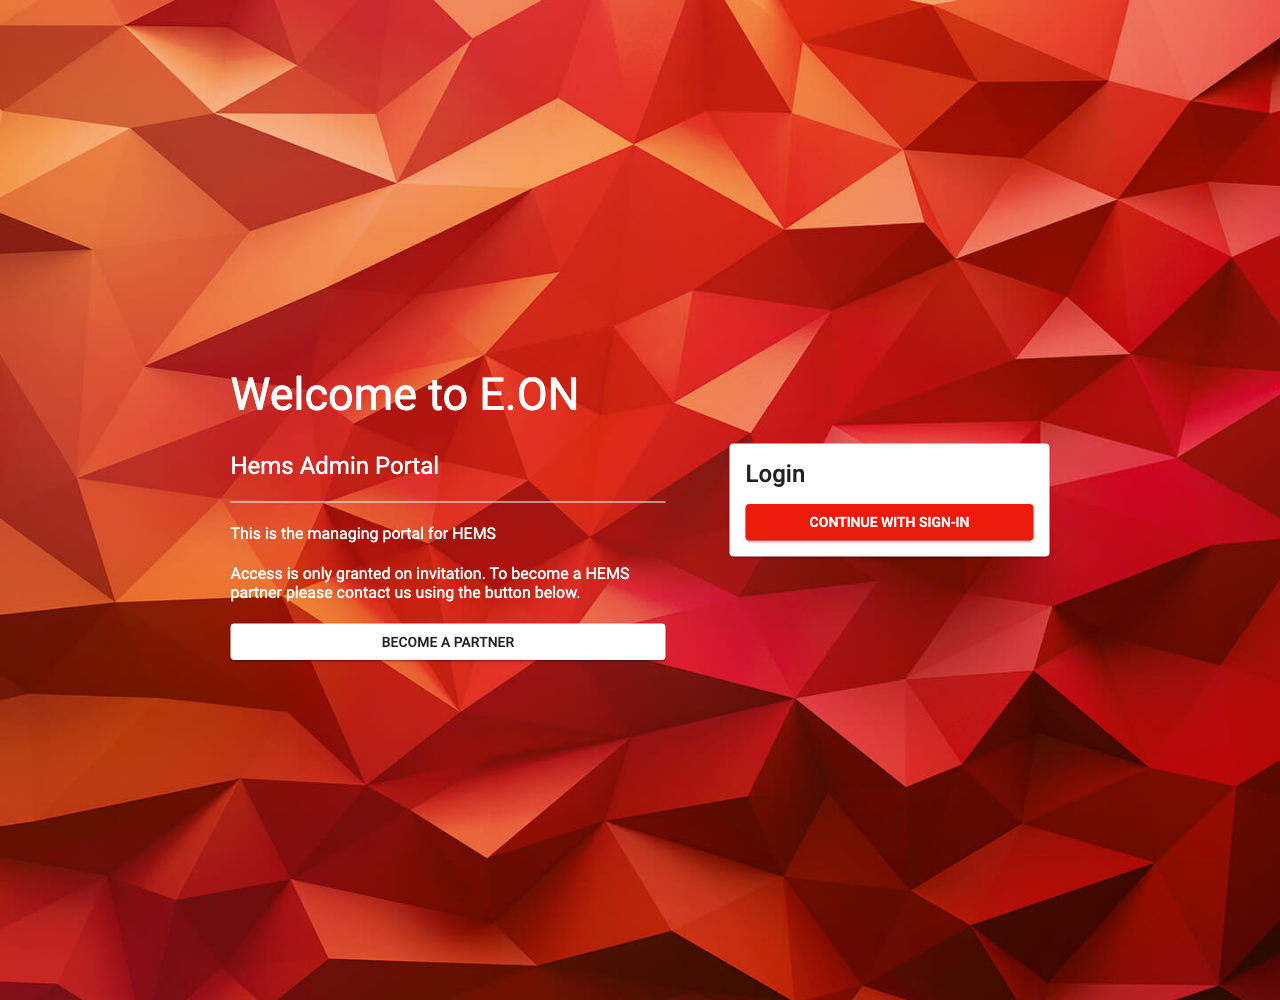 Welcome to E.ON
Hems Admin Portal
This is the managing portal for HEMS
Access is only granted on invitation. To become a HEMS
partner please contact us using the button below.
BECOME A PARTNER
Login
CONTINUE WITH SIGN-IN